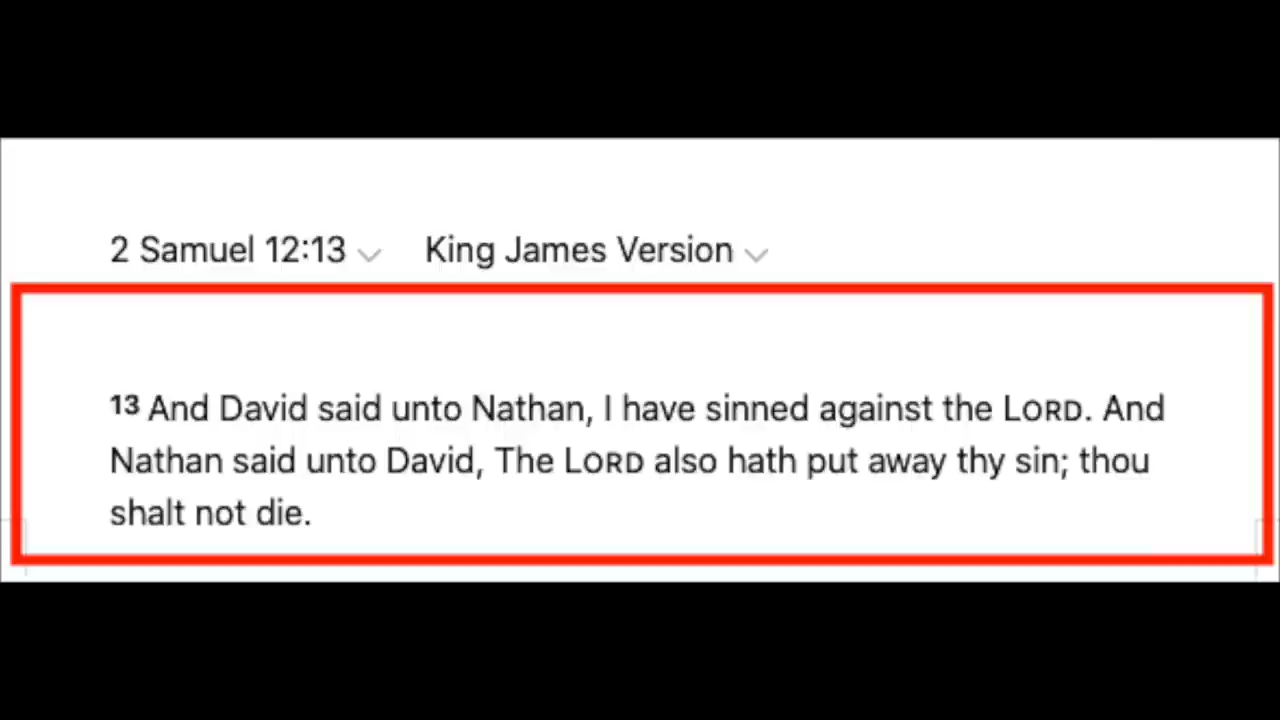 2 Samuel 12:13 King James Version
13 And David said unto Nathan, I have sinned against the LORD. And
Nathan said unto David, The LORD also hath put away thy sin; thou
shalt not die.